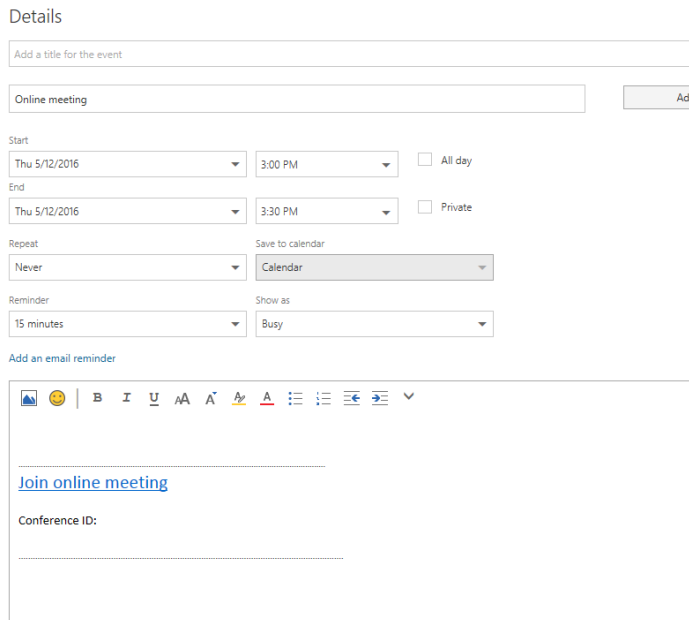 Details
Add a title for the event
Online meeting
Ad
Start
Thu 5/12/2016 3:00 PM All day
End
Thu 5/12/2016 3:30 PM Private
Repeat Save to calendar
Never Calendar
Reminder Show as
15 minutes Busy
Add an email reminder
B I U AA A A A
Join online meeting
Conference ID: